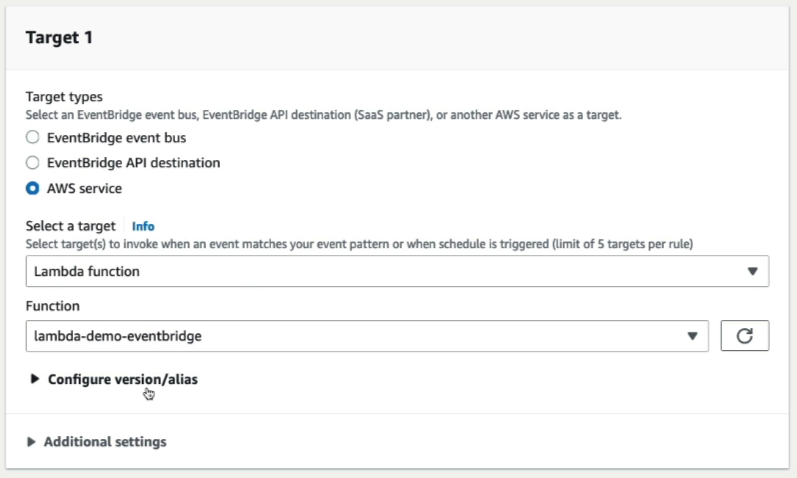 Target 1
Target types
Select an EventBridge event bus, EventBridge API destination (SaaS partner), or another AWS service as a target.
EventBridge event bus
EventBridge API destination
AWS service
Select a target Info
Select target(s) to invoke when an event matches your event pattern or when schedule is triggered (limit of 5 targets per rule)
Lambda function
Function
lambda-demo-eventbridge
Configure version/alias
Additional settings